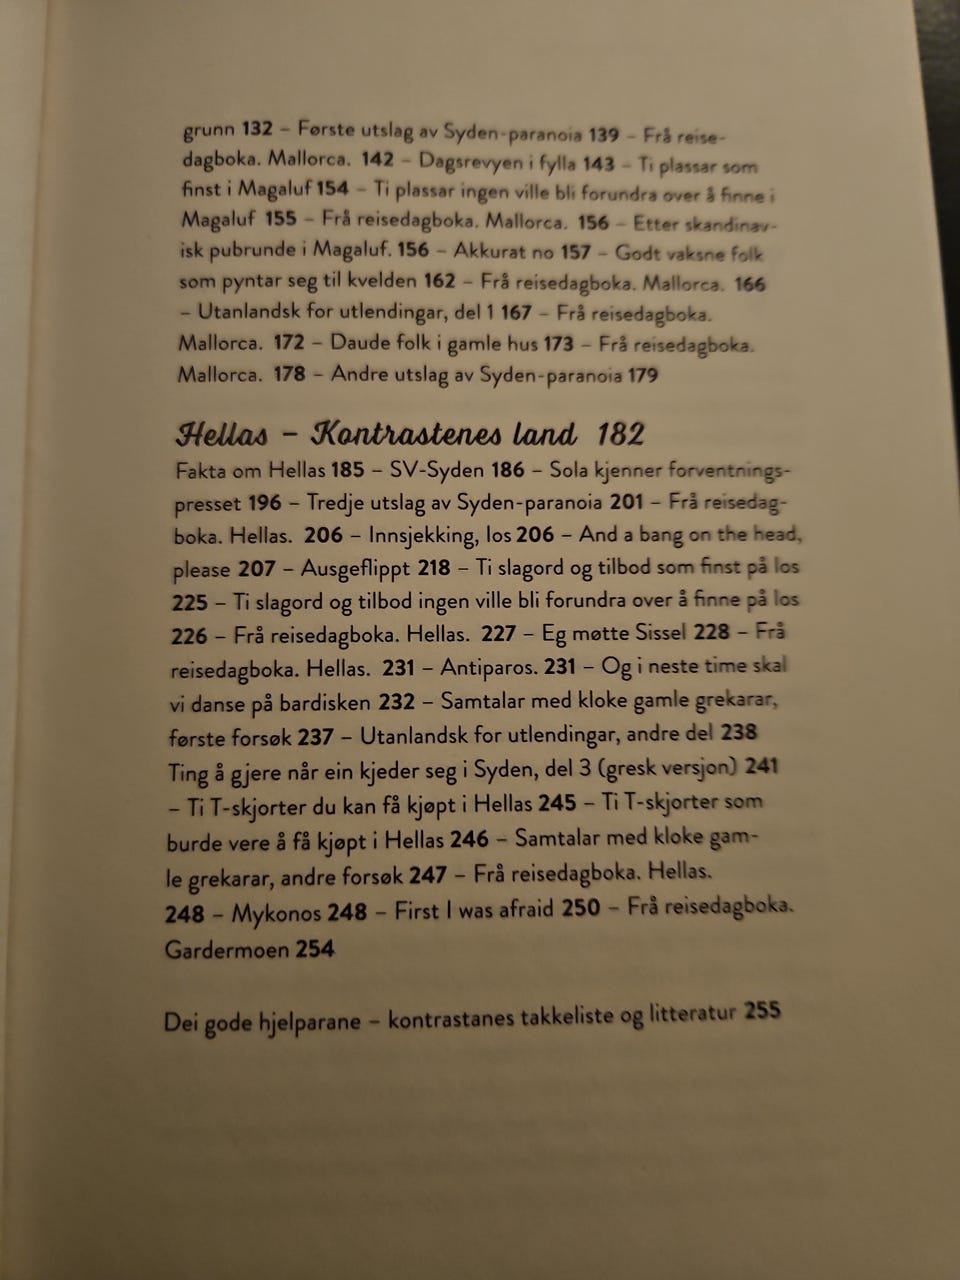 grunn 132 – Første utslag av Syden-paranoia 139 – Frå reise-
dagboka. Mallorca. 142 – Dagsrevyen i fylla 143 – Ti plassar som
finst i Magaluf 154 – Ti plassar ingen ville bli forundra over å finne i
Magaluf 155 – Frå reisedagboka. Mallorca. 156 – Etter skandinav-
isk pubrunde i Magaluf. 156 – Akkurat no 157 – Godt vaksne folk
som pyntar seg til kvelden 162 – Frå reisedagboka. Mallorca. 166
– Utanlandsk for utlendingar, del 1 167 – Frå reisedagboka.
Mallorca. 172 – Daude folk i gamle hus 173 – Frå reisedagboka.
Mallorca. 178 – Andre utslag av Syden-paranoia 179
Hellas – Kontrastenes land 182
Fakta om Hellas 185 – SV-Syden 186 – Sola kjenner forventnings-
presset 196 – Tredje utslag av Syden-paranoia 201 – Frå reisedag-
boka. Hellas. 206 – Innsjekking, Ios 206 – And a bang on the head,
please 207 – Ausgeflippt 218 – Ti slagord og tilbod som finst på Ios
225 – Ti slagord og tilbod ingen ville bli forundra over å finne på Ios
226 – Frå reisedagboka. Hellas. 227 – Eg møtte Sissel 228 – Frå
reisedagboka. Hellas. 231 – Antiparos. 231 – Og i neste time skal
vi danse på bardisken 232 – Samtalar med kloke gamle grekarar,
første forsøk 237 – Utanlandsk for utlendingar, andre del 238
Ting å gjere når ein kjeder seg i Syden, del 3 (gresk versjon) 241
– Ti T-skjorter du kan få kjøpt i Hellas 245 – Ti T-skjorter som
burde vere å få kjøpt i Hellas 246 – Samtalar med kloke gam-
le grekarar, andre forsøk 247 – Frå reisedagboka. Hellas.
248 – Mykonos 248 – First I was afraid 250 – Frå reisedagboka.
Gardermoen 254
Dei gode hjelparane – kontrastanes takkeliste og litteratur 255